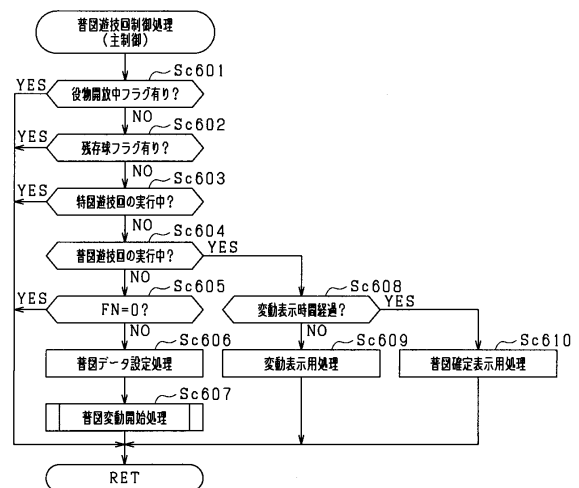 普図遊技回制御処理
(主制御)
Sc601
YES
役物開放中フラグ有り?
NO
Sc602
YES
残存球フラグ有り?
NO
Sc603
YES
特図遊技回の実行中?
NO
Sc604
普図遊技回の実行中?
YES
NO
Sc605
YES
FN=0?
NO
Sc608
変動表示時間経過?
YES
NO
Sc606
普図データ設定処理
Sc609
変動表示用処理
Sc610
普図確定表示用処理
Sc607
普図変動開始処理
RET